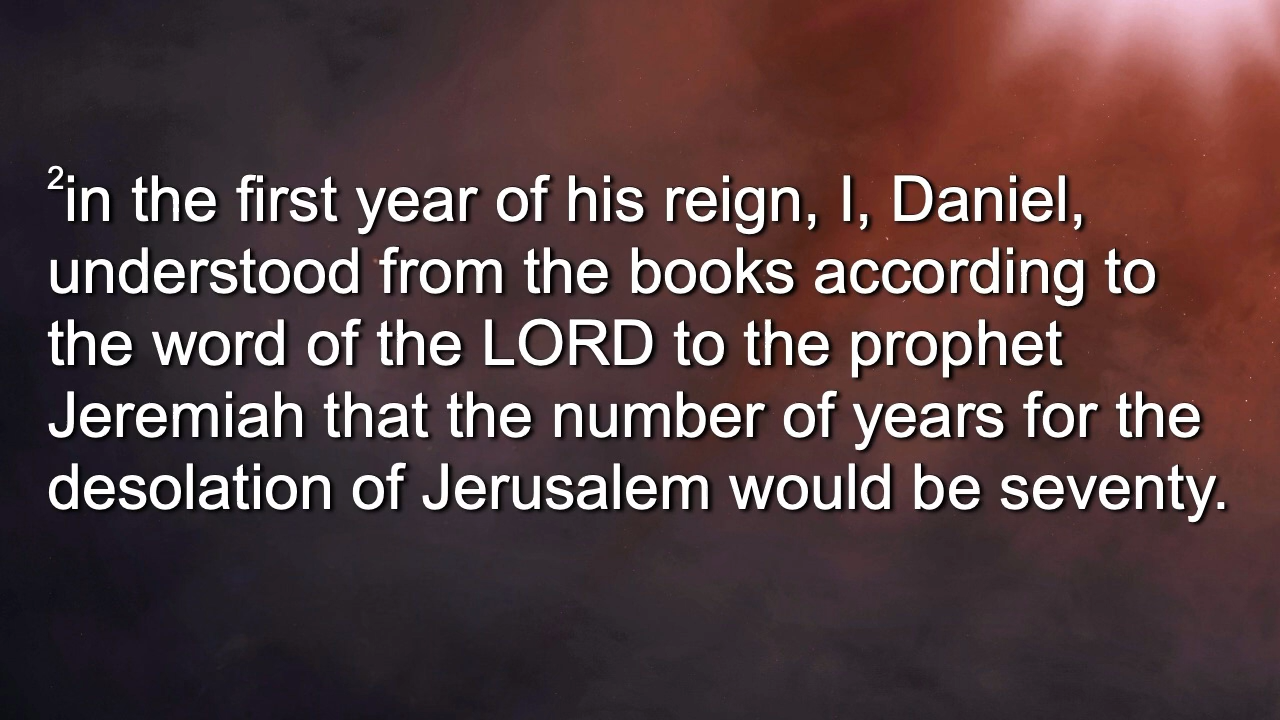 ²in the first year of his reign, I, Daniel,
understood from the books according to
the word of the LORD to the prophet
Jeremiah that the number of years for the
desolation of Jerusalem would be seventy.